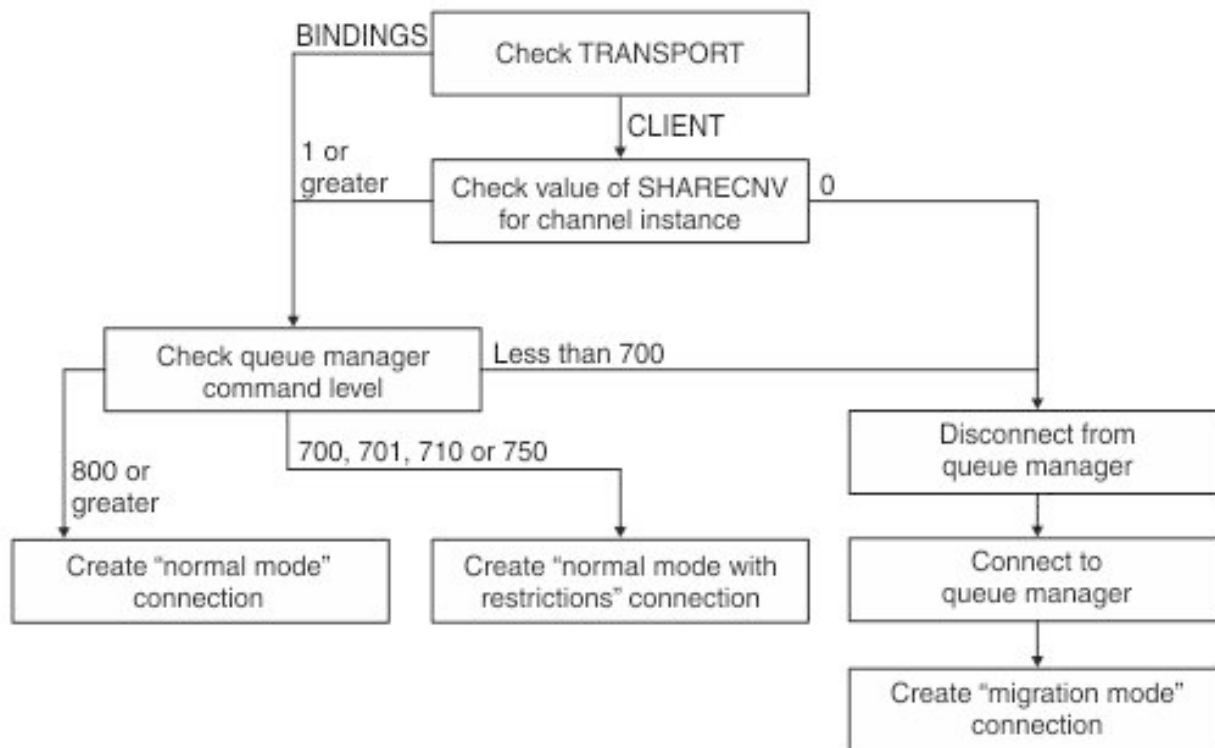 BINDINGS
Check TRANSPORT
CLIENT
1 or
greater
Check value of SHARECNV
for channel instance
0
Check queue manager
command level
Less than 700
700, 701, 710 or 750
800 or
greater
Disconnect from
queue manager
Create “normal mode”
connection
Create “normal mode with
restrictions” connection
Connect to
queue manager
Create “migration mode”
connection